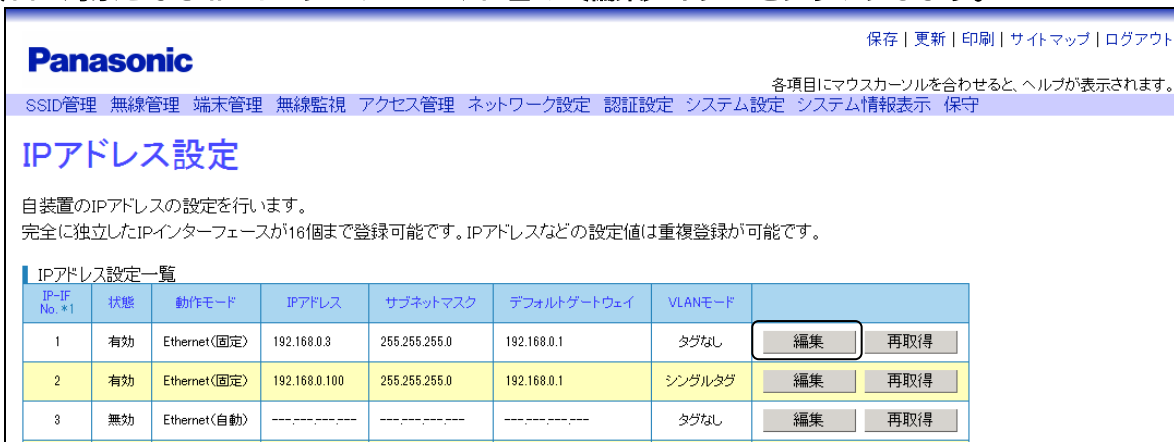 保存 | 更新 | 印刷 | サイトマップ | ログアウト
Panasonic
各項目にマウスカーソルを合わせると、ヘルプが表示されます。
SSID管理 無線管理 端末管理 無線監視 アクセス管理 ネットワーク設定 認証設定 システム設定 システム情報表示 保守
IPアドレス設定
自装置のIPアドレスの設定を行います。
完全に独立したIPインターフェースが16個まで登録可能です。IPアドレスなどの設定値は重複登録が可能です。
IPアドレス設定一覧
IP-IF No.*1 状態 動作モード IPアドレス サブネットマスク デフォルトゲートウェイ VLANモード
1 有効 Ethernet(固定) 192.168.0.3 255.255.255.0 192.168.0.1 タグなし 編集 再取得
2 有効 Ethernet(固定) 192.168.0.100 255.255.255.0 192.168.0.1 シングルタグ 編集 再取得
3 無効 Ethernet(自動) ---.---.---.--- ---.---.---.--- ---.---.---.--- タグなし 編集 再取得